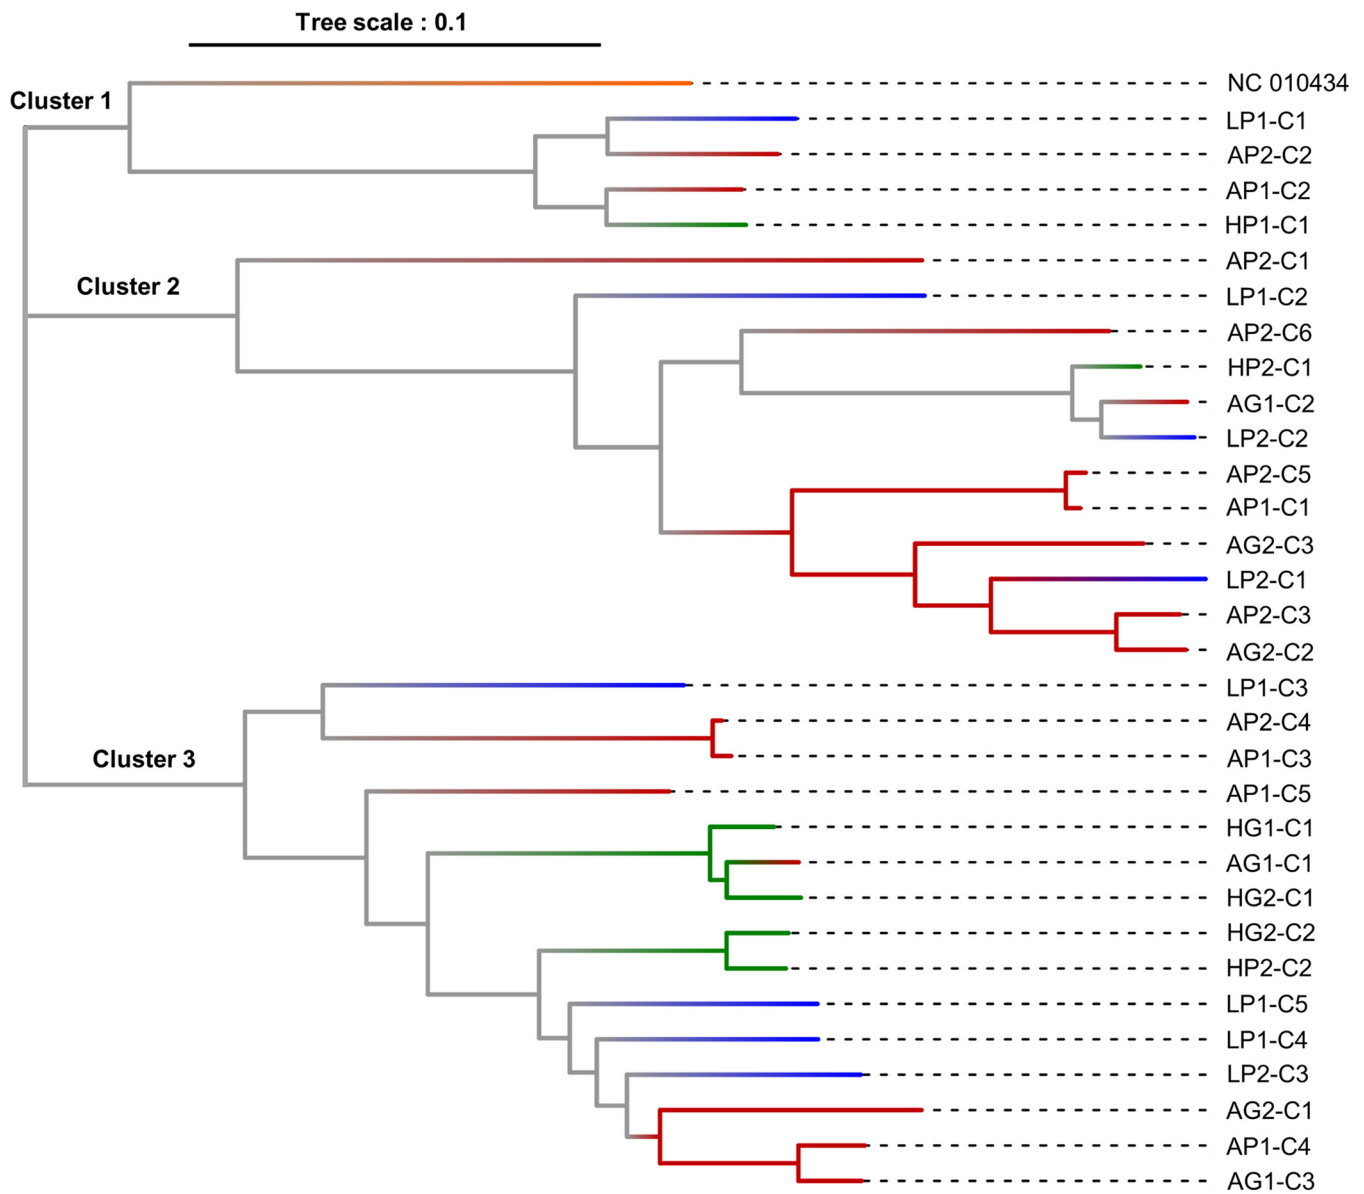 Tree scale : 0.1
NC 010434
Cluster 1
LP1-C1
AP2-C2
AP1-C2
HP1-C1
AP2-C1
Cluster 2
LP1-C2
AP2-C6
HP2-C1
AG1-C2
LP2-C2
AP2-C5
AP1-C1
AG2-C3
LP2-C1
AP2-C3
AG2-C2
LP1-C3
AP2-C4
Cluster 3
AP1-C3
AP1-C5
HG1-C1
AG1-C1
HG2-C1
HG2-C2
HP2-C2
LP1-C5
LP1-C4
LP2-C3
AG2-C1
AP1-C4
AG1-C3